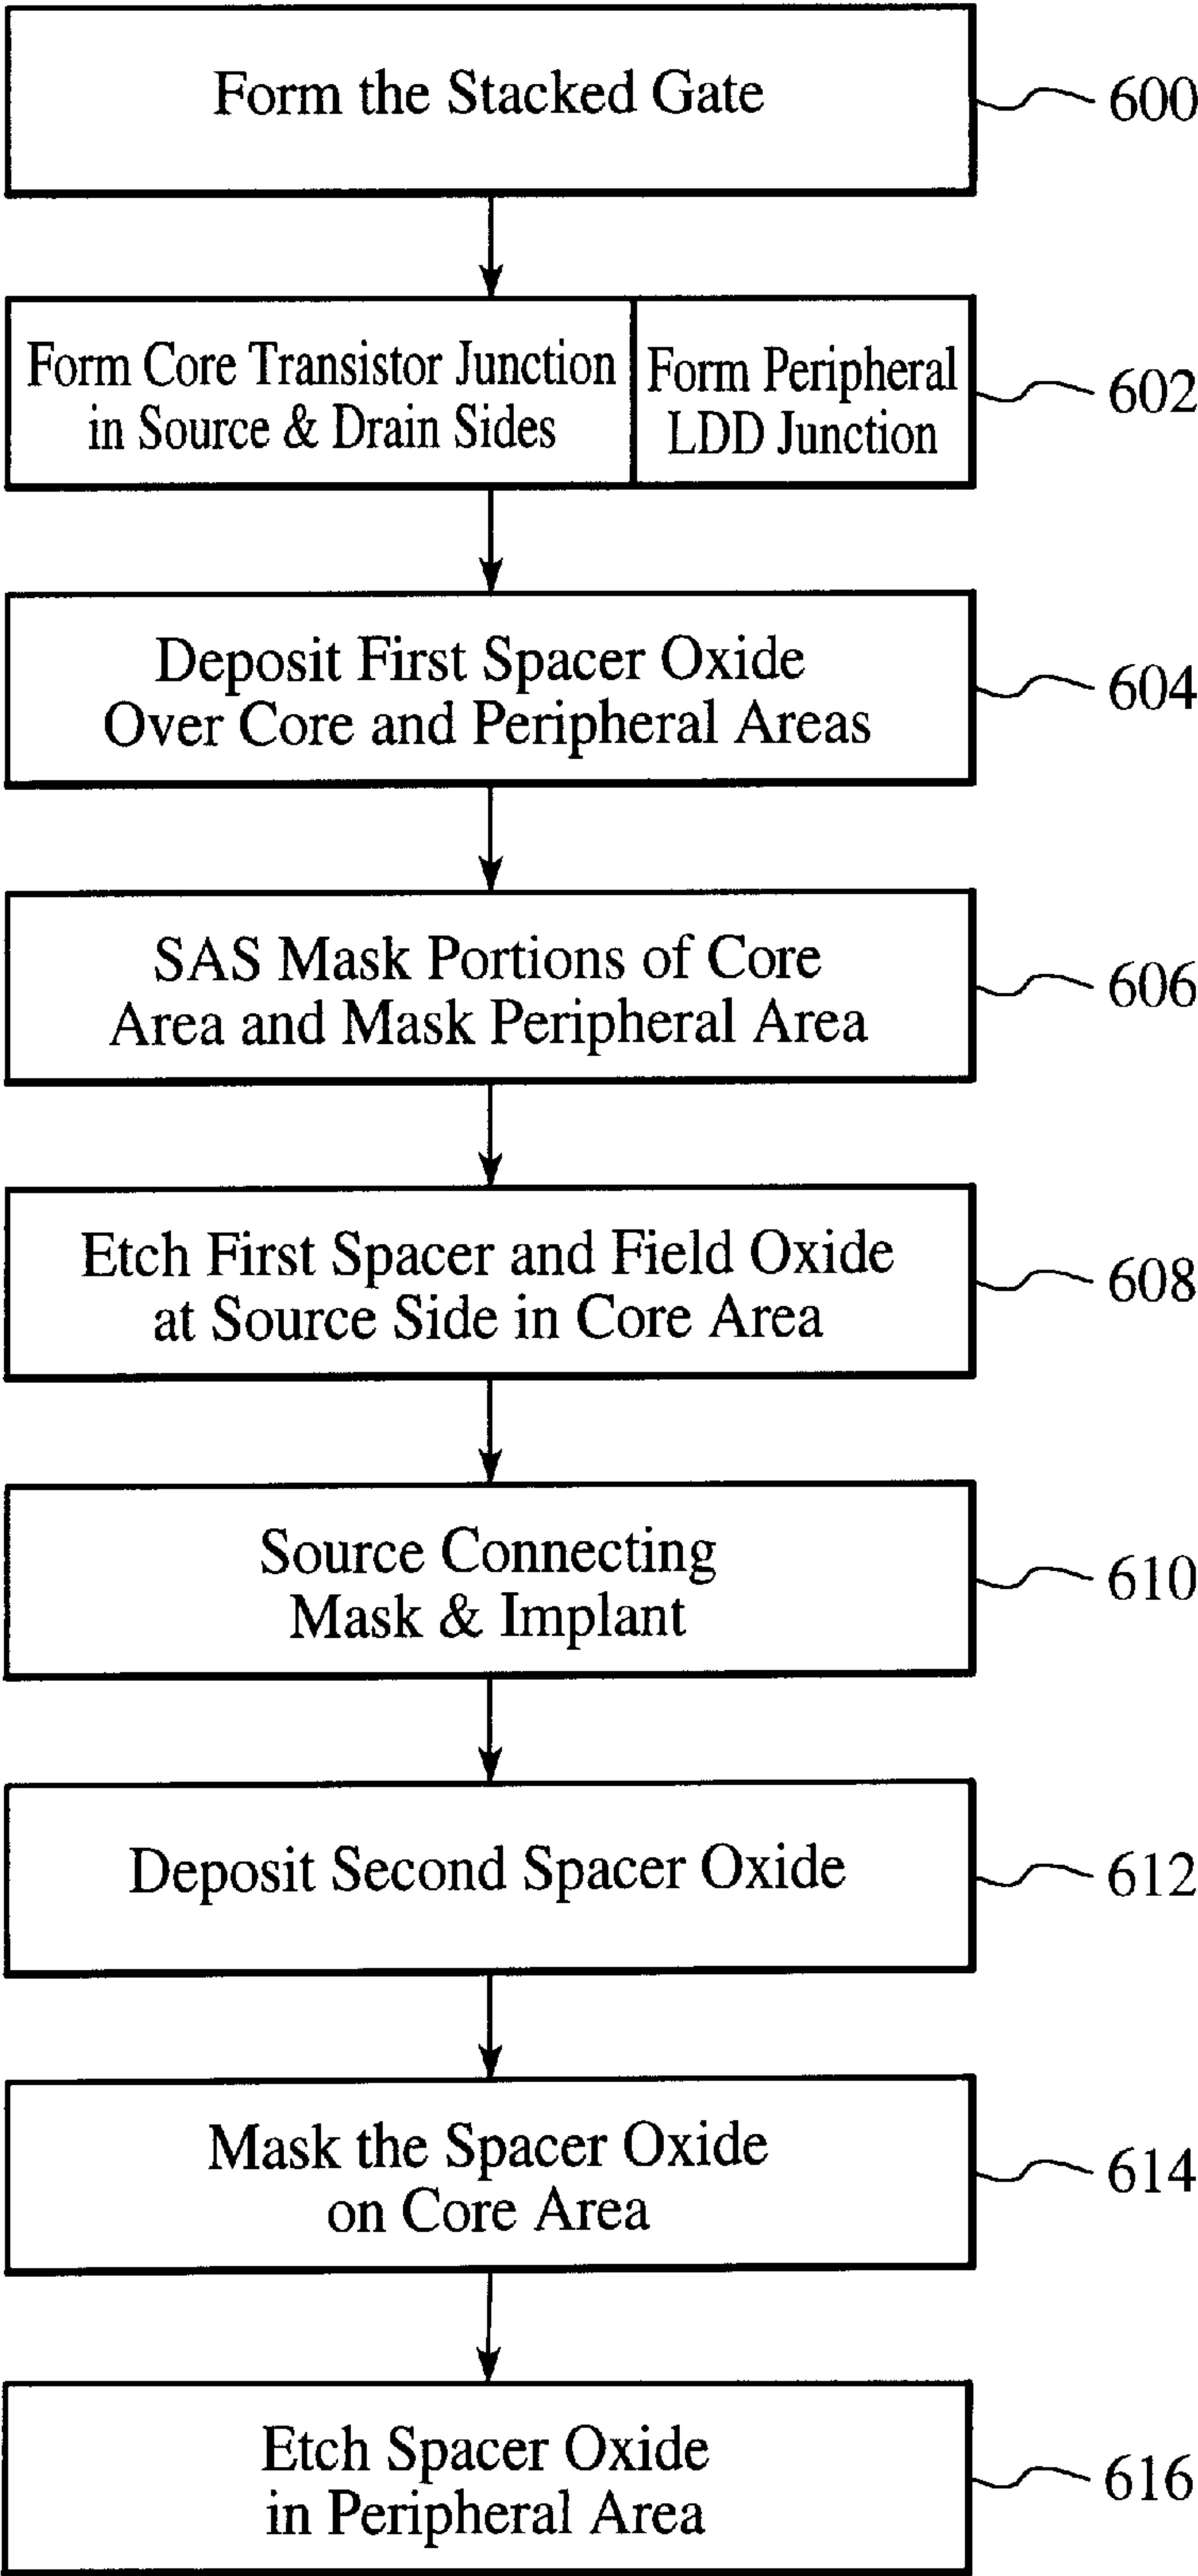 Form the Stacked Gate
600
Form Core Transistor Junction
in Source & Drain Sides
Form Peripheral
LDD Junction
602
Deposit First Spacer Oxide
Over Core and Peripheral Areas
604
SAS Mask Portions of Core
Area and Mask Peripheral Area
606
Etch First Spacer and Field Oxide
at Source Side in Core Area
608
Source Connecting
Mask & Implant
610
Deposit Second Spacer Oxide
612
Mask the Spacer Oxide
on Core Area
614
Etch Spacer Oxide
in Peripheral Area
616